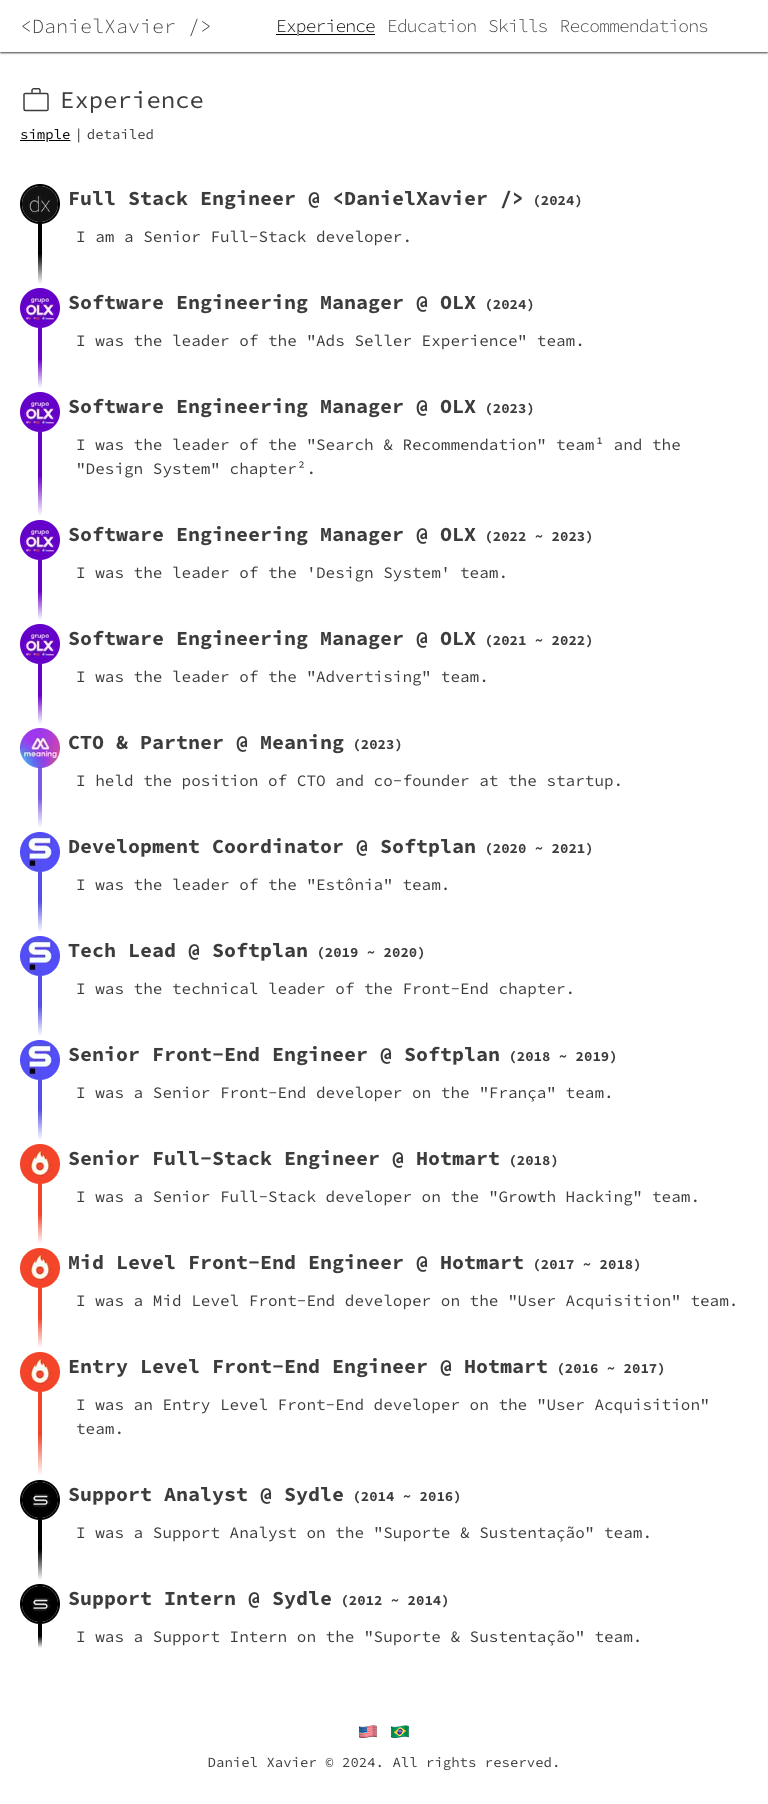 <DanielXavier />
Experience Education Skills Recommendations
Experience
simple | detailed
dx
Full Stack Engineer @ <DanielXavier /> (2024)
I am a Senior Full-Stack developer.
grupo
OLX
Software Engineering Manager @ OLX (2024)
I was the leader of the "Ads Seller Experience" team.
grupo
OLX
Software Engineering Manager @ OLX (2023)
I was the leader of the "Search & Recommendation" team¹ and the
"Design System" chapter².
grupo
OLX
Software Engineering Manager @ OLX (2022 ~ 2023)
I was the leader of the 'Design System' team.
grupo
OLX
Software Engineering Manager @ OLX (2021 ~ 2022)
I was the leader of the "Advertising" team.
meaning
CTO & Partner @ Meaning (2023)
I held the position of CTO and co-founder at the startup.
Development Coordinator @ Softplan (2020 ~ 2021)
I was the leader of the "Estônia" team.
Tech Lead @ Softplan (2019 ~ 2020)
I was the technical leader of the Front-End chapter.
Senior Front-End Engineer @ Softplan (2018 ~ 2019)
I was a Senior Front-End developer on the "França" team.
Senior Full-Stack Engineer @ Hotmart (2018)
I was a Senior Full-Stack developer on the "Growth Hacking" team.
Mid Level Front-End Engineer @ Hotmart (2017 ~ 2018)
I was a Mid Level Front-End developer on the "User Acquisition" team.
Entry Level Front-End Engineer @ Hotmart (2016 ~ 2017)
I was an Entry Level Front-End developer on the "User Acquisition"
team.
Support Analyst @ Sydle (2014 ~ 2016)
I was a Support Analyst on the "Suporte & Sustentação" team.
Support Intern @ Sydle (2012 ~ 2014)
I was a Support Intern on the "Suporte & Sustentação" team.
Daniel Xavier © 2024. All rights reserved.